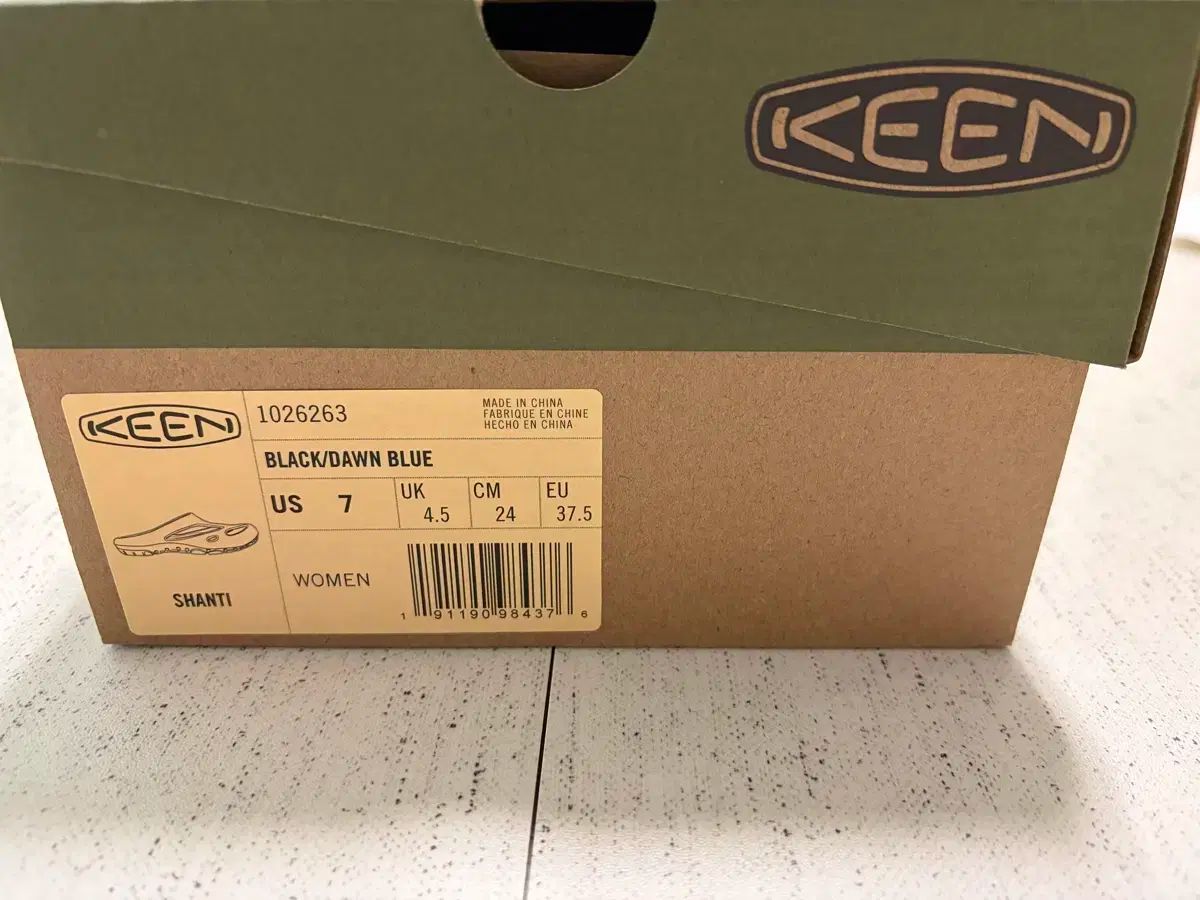 KEEN
KEEN
1026263
MADE IN CHINA
FABRIQUE EN CHINE
HECHO EN CHINA
BLACK/DAWN BLUE
US 7
UK 4.5
CM 24
EU 37.5
SHANTI
WOMEN
1 91190 98437 6